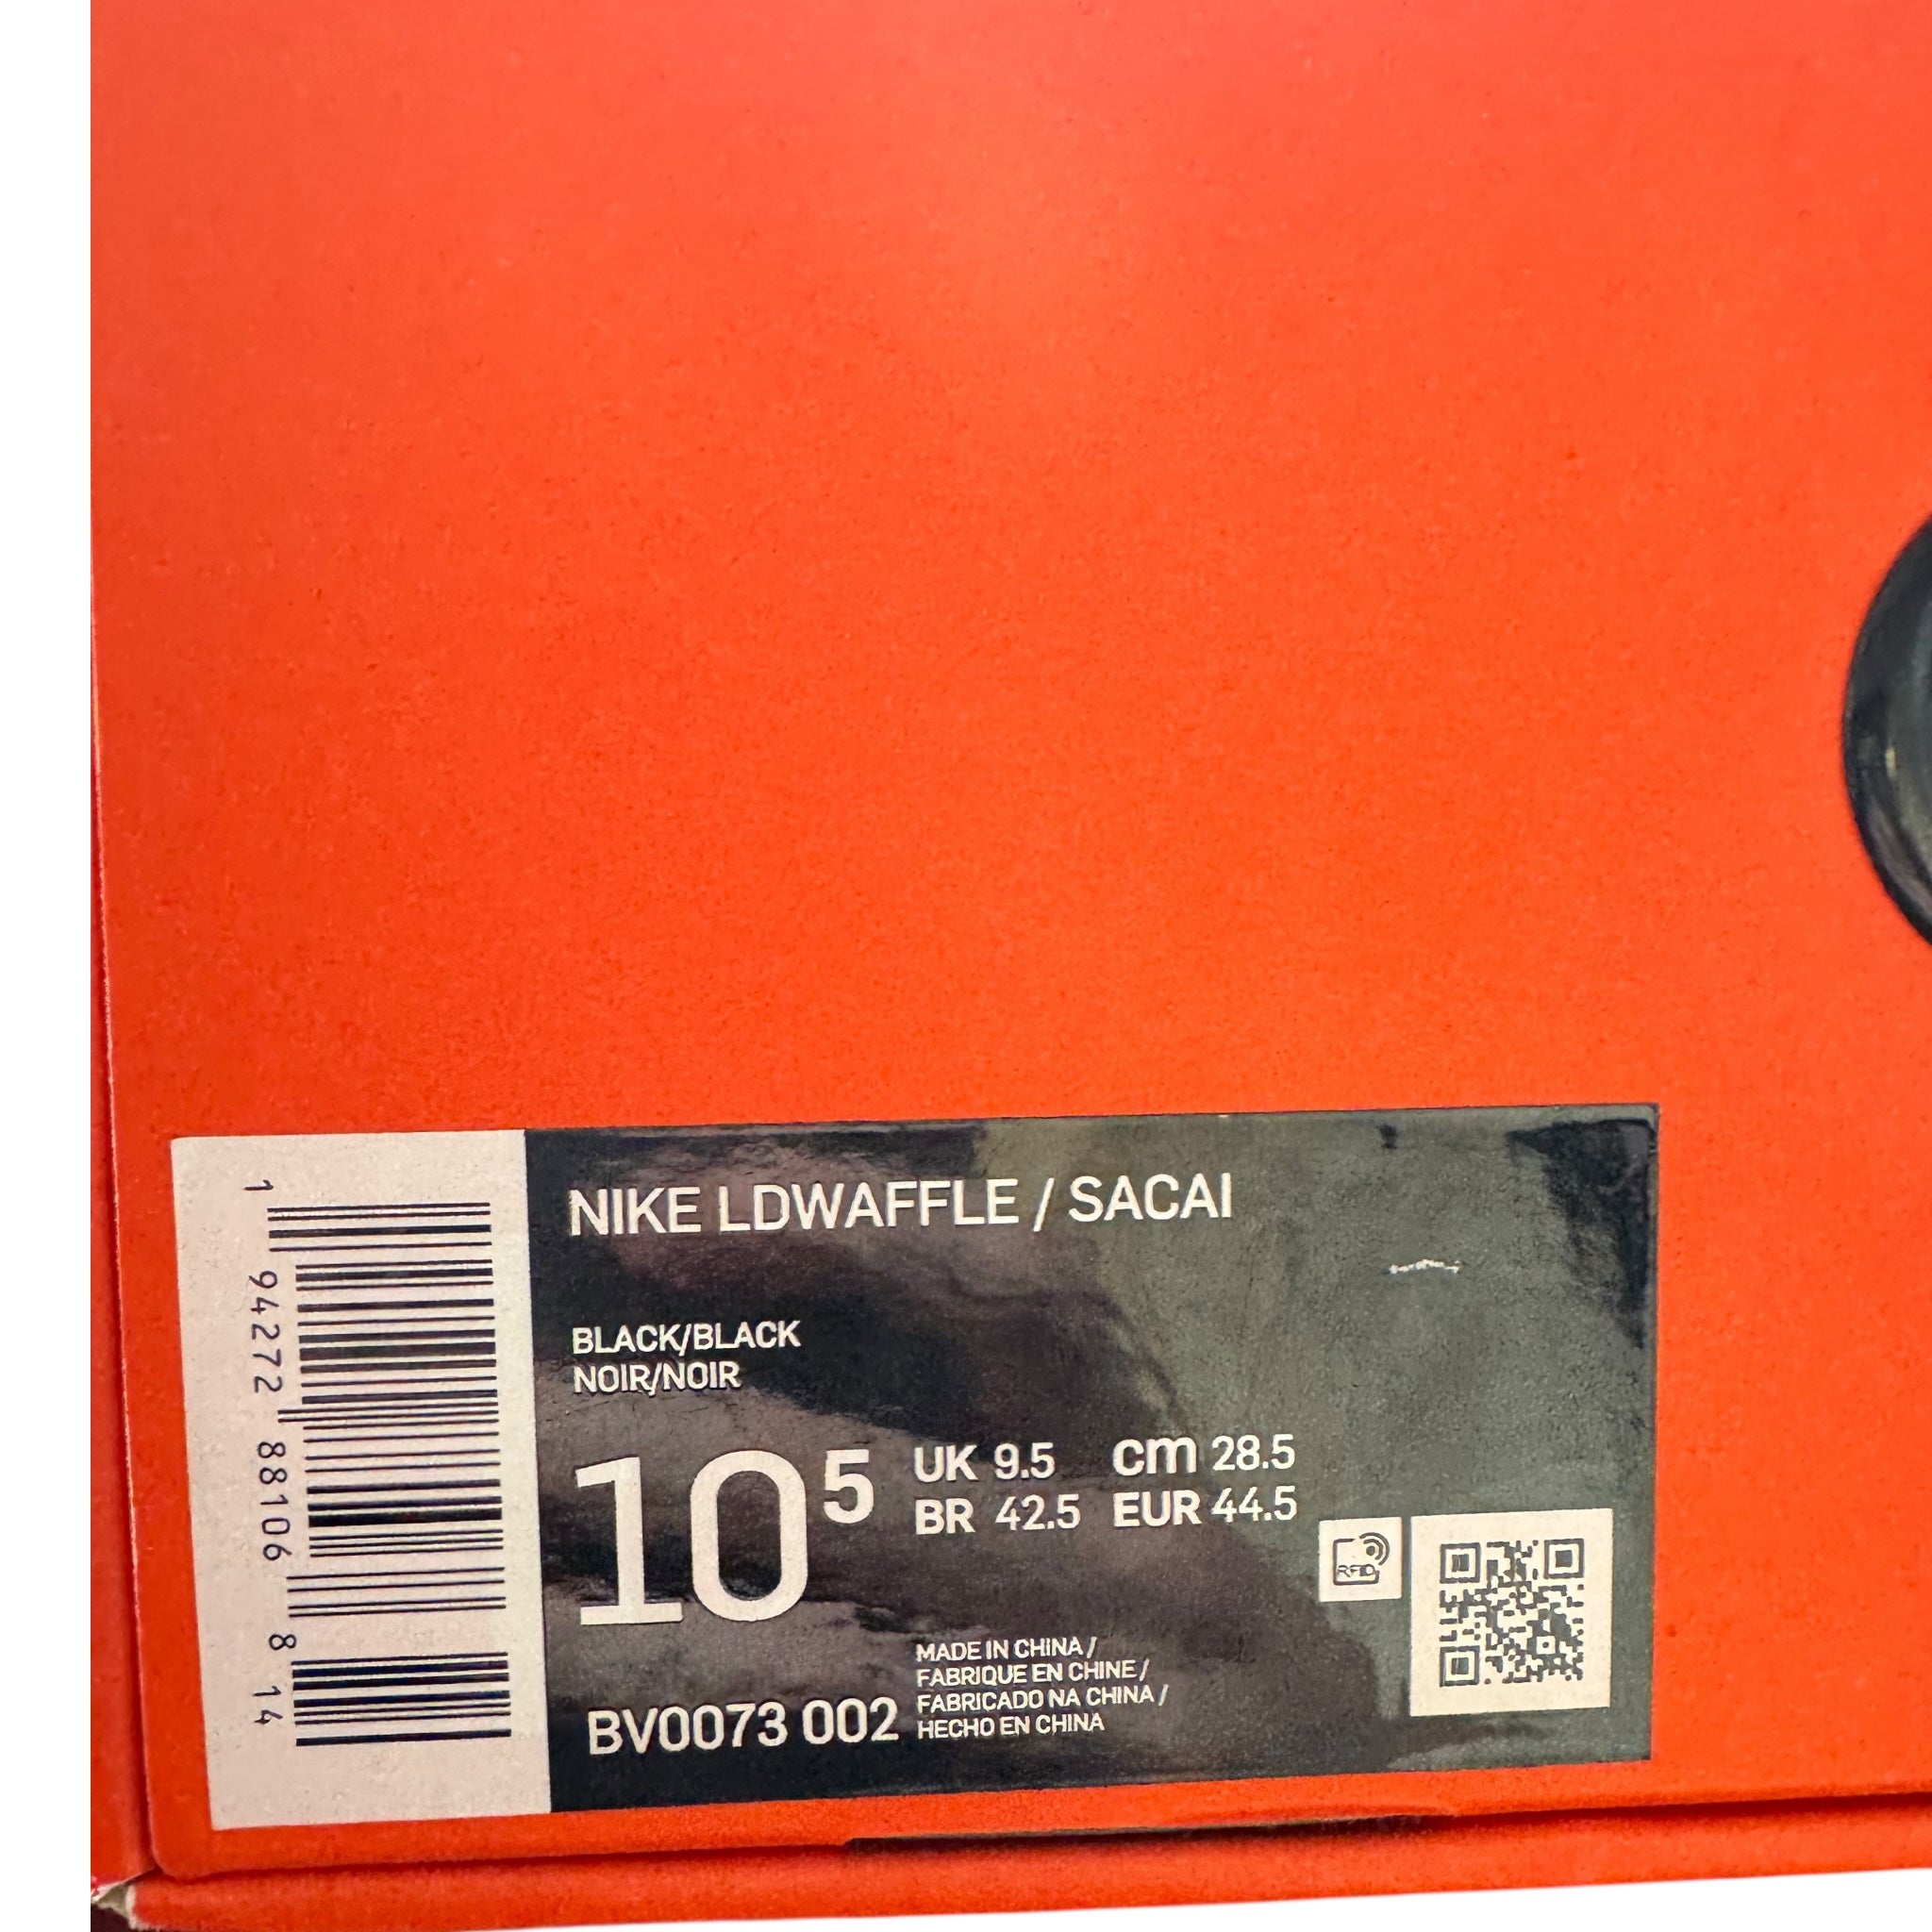 1 94272 88106 8 14
NIKE LDWAFFLE / SACAI
BLACK/BLACK
NOIR/NOIR
10 5
UK 9.5 cm 28.5
BR 42.5 EUR 44.5
RFID
BV0073 002
MADE IN CHINA /
FABRIQUE EN CHINE /
FABRICADO NA CHINA /
HECHO EN CHINA